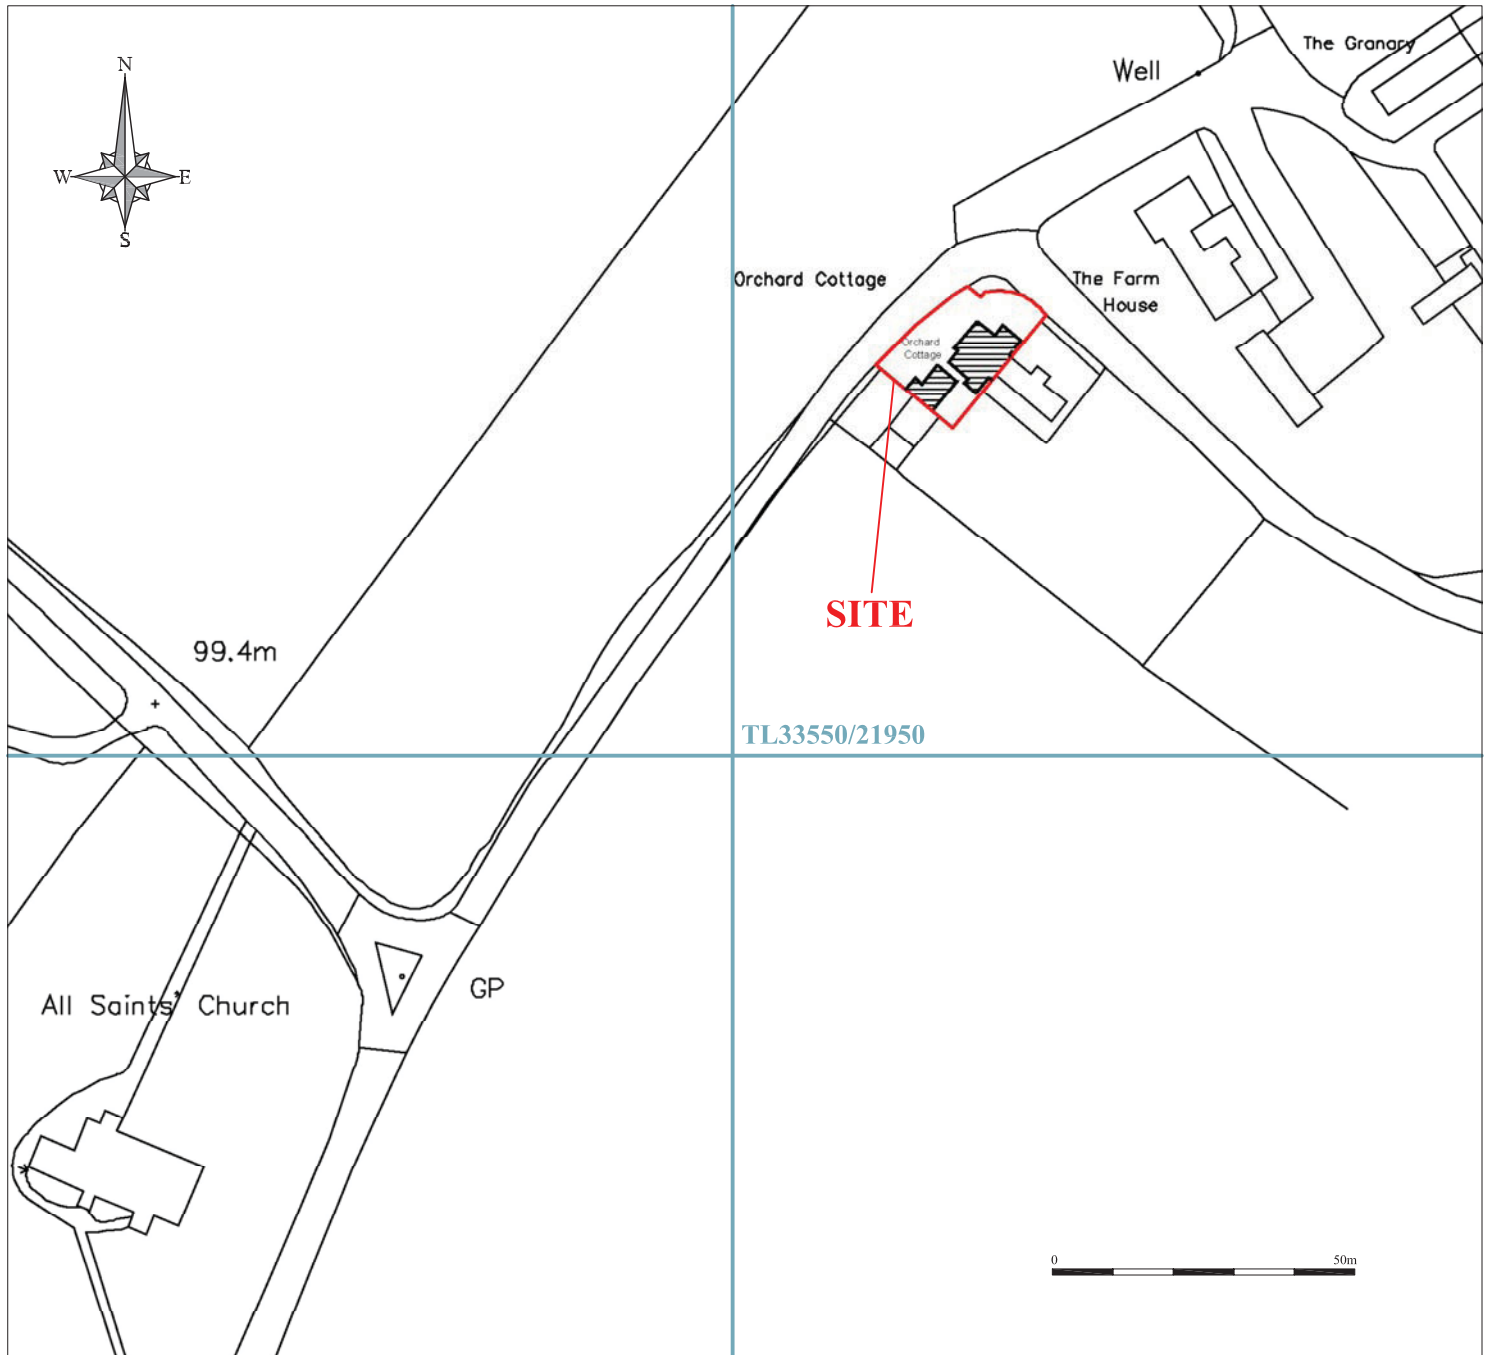 N
W
E
S
The Granary
Well
Orchard Cottage
The Farm
House
Orchard
Cottage
SITE
99.4m
TL33550/21950
GP
All Saints' Church
0
50m